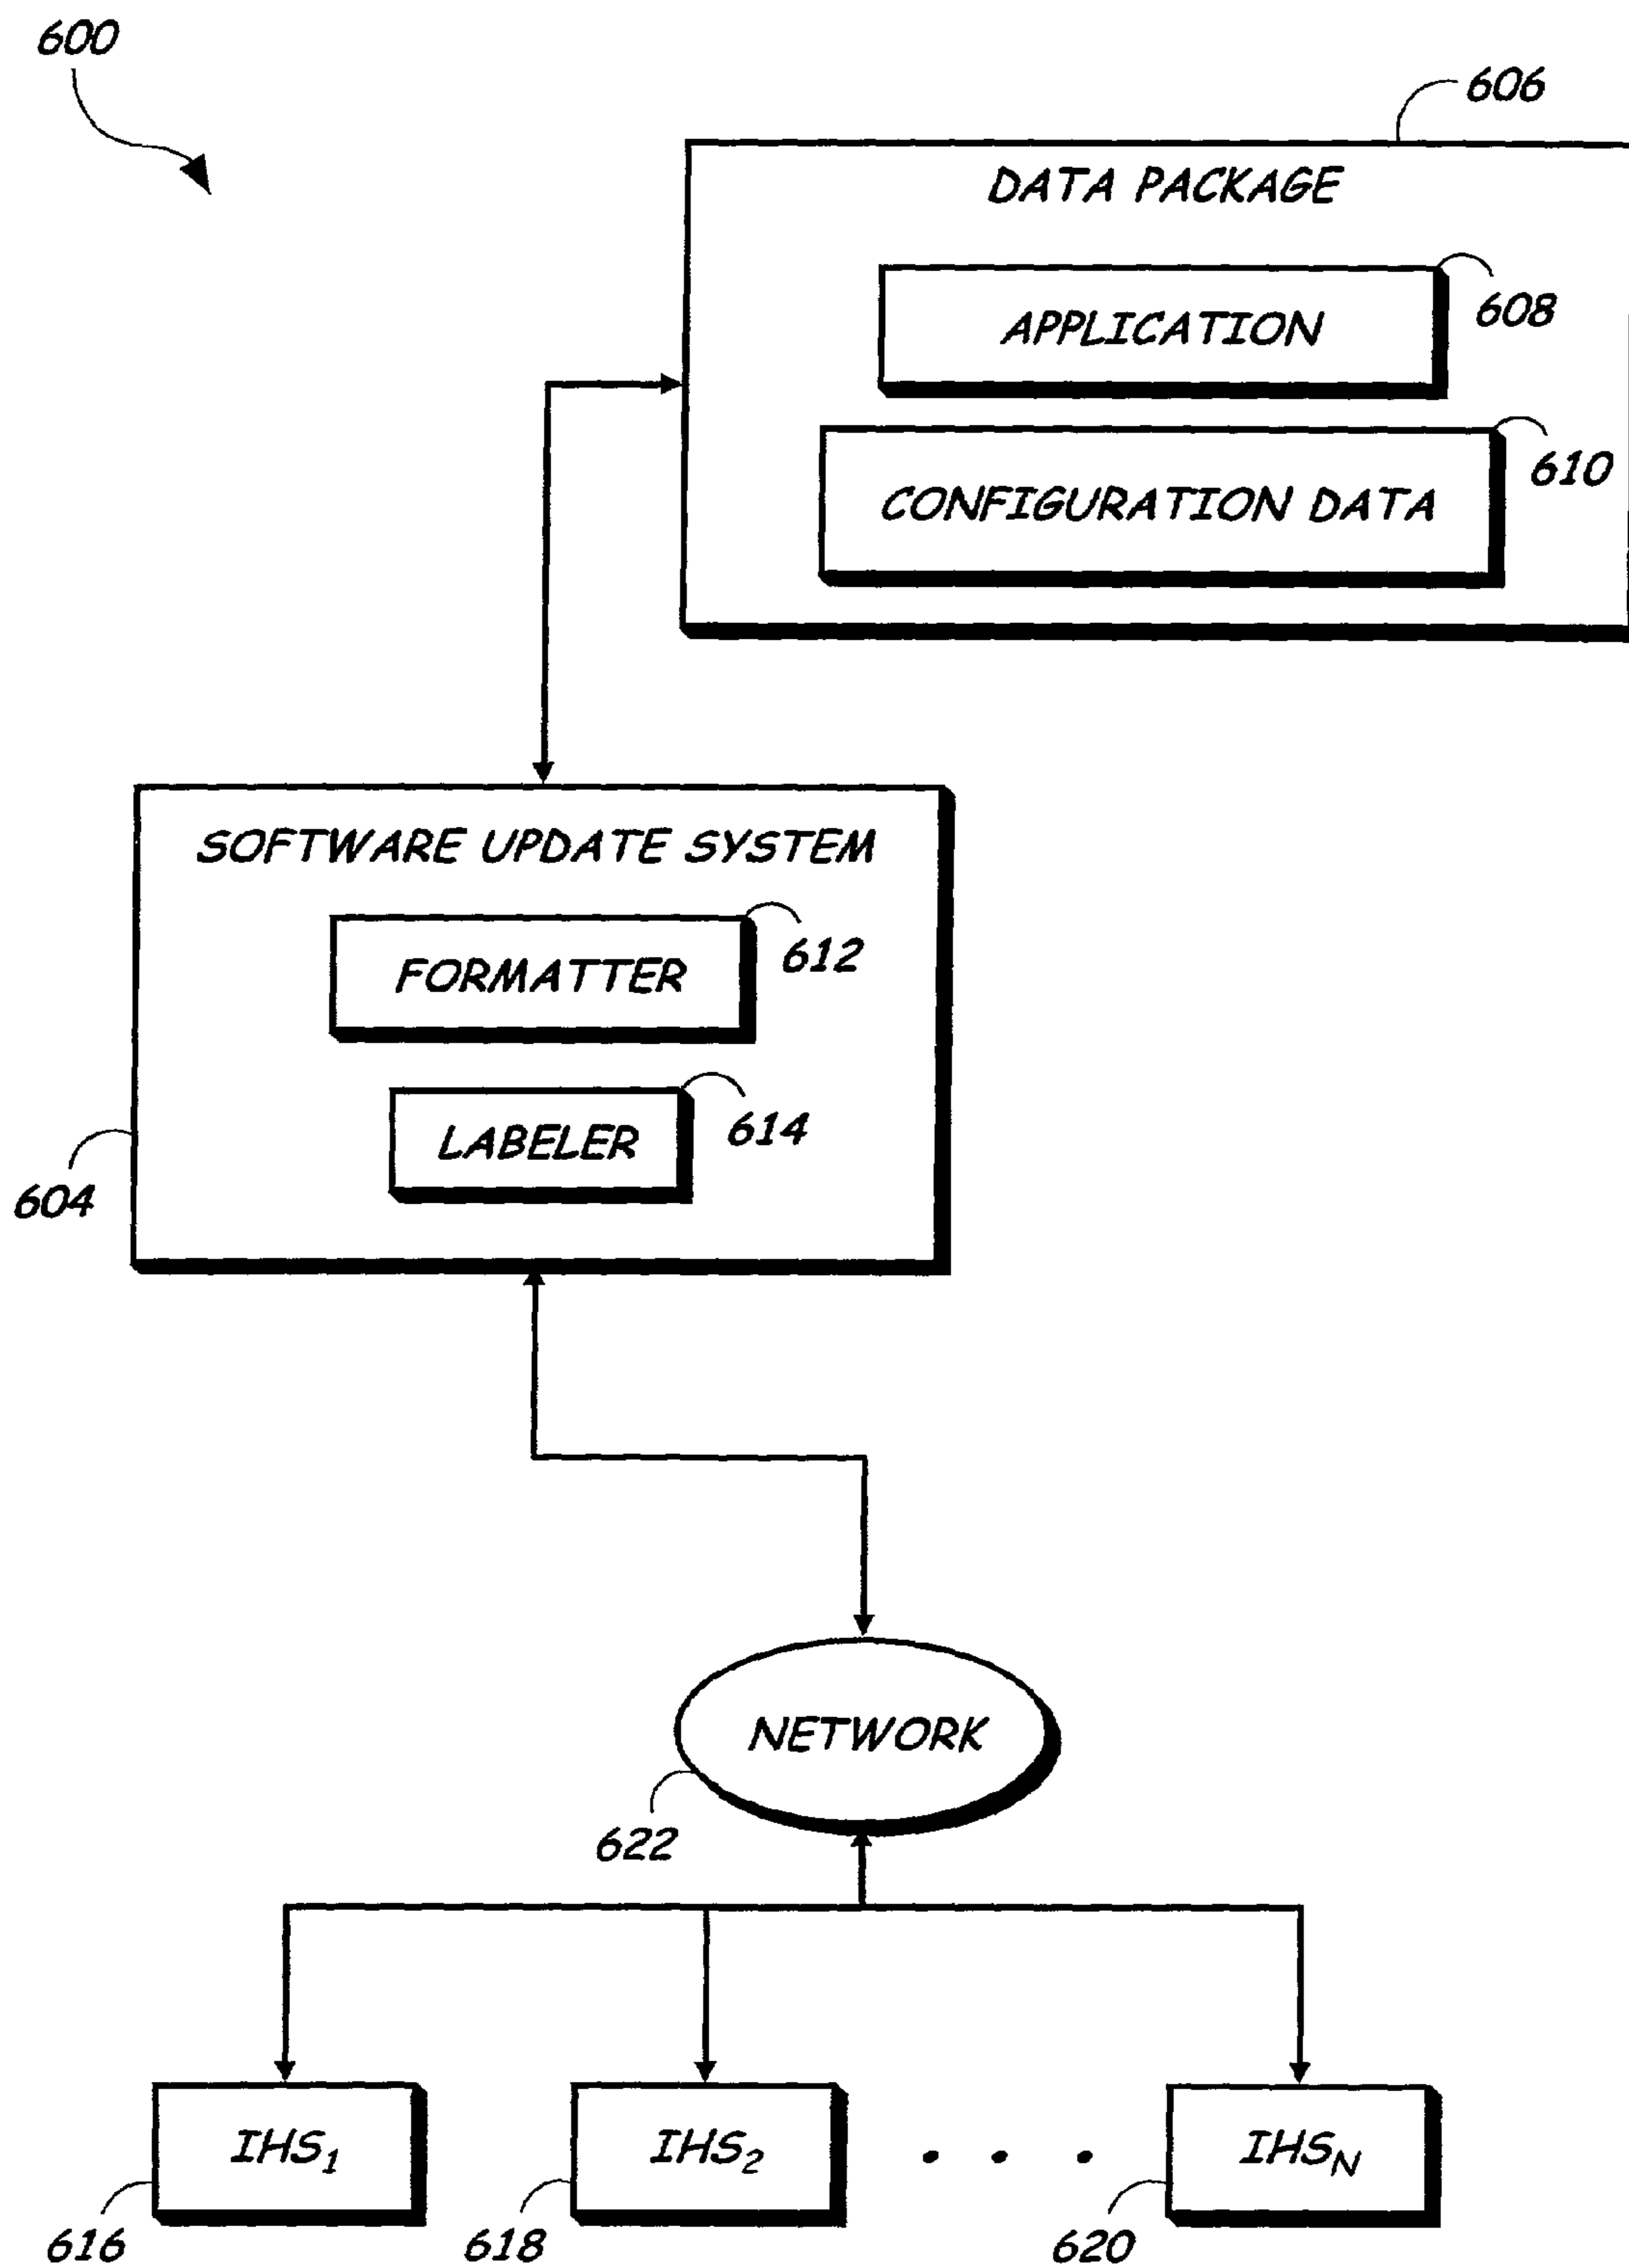 600
606
DATA PACKAGE
608
APPLICATION
610
CONFIGURATION DATA
SOFTWARE UPDATE SYSTEM
612
FORMATTER
614
LABELER
604
NETWORK
622
IHS1
IHS2
. . .
IHSN
616
618
620